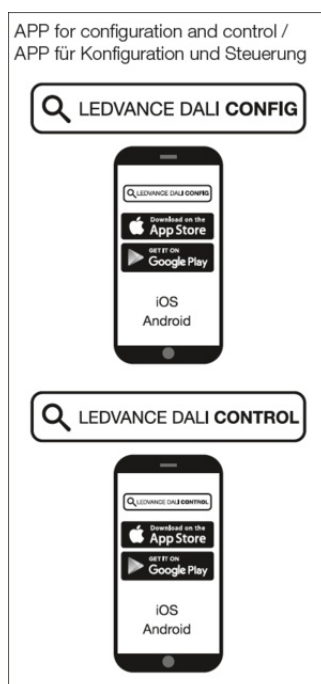 APP for configuration and control /
APP für Konfiguration und Steuerung
LEDVANCE DALI CONFIG
LEDVANCE DALI CONFIG
Download on the
App Store
GET IT ON
Google Play
iOS
Android
LEDVANCE DALI CONTROL
LEDVANCE DALI CONTROL
Download on the
App Store
GET IT ON
Google Play
iOS
Android